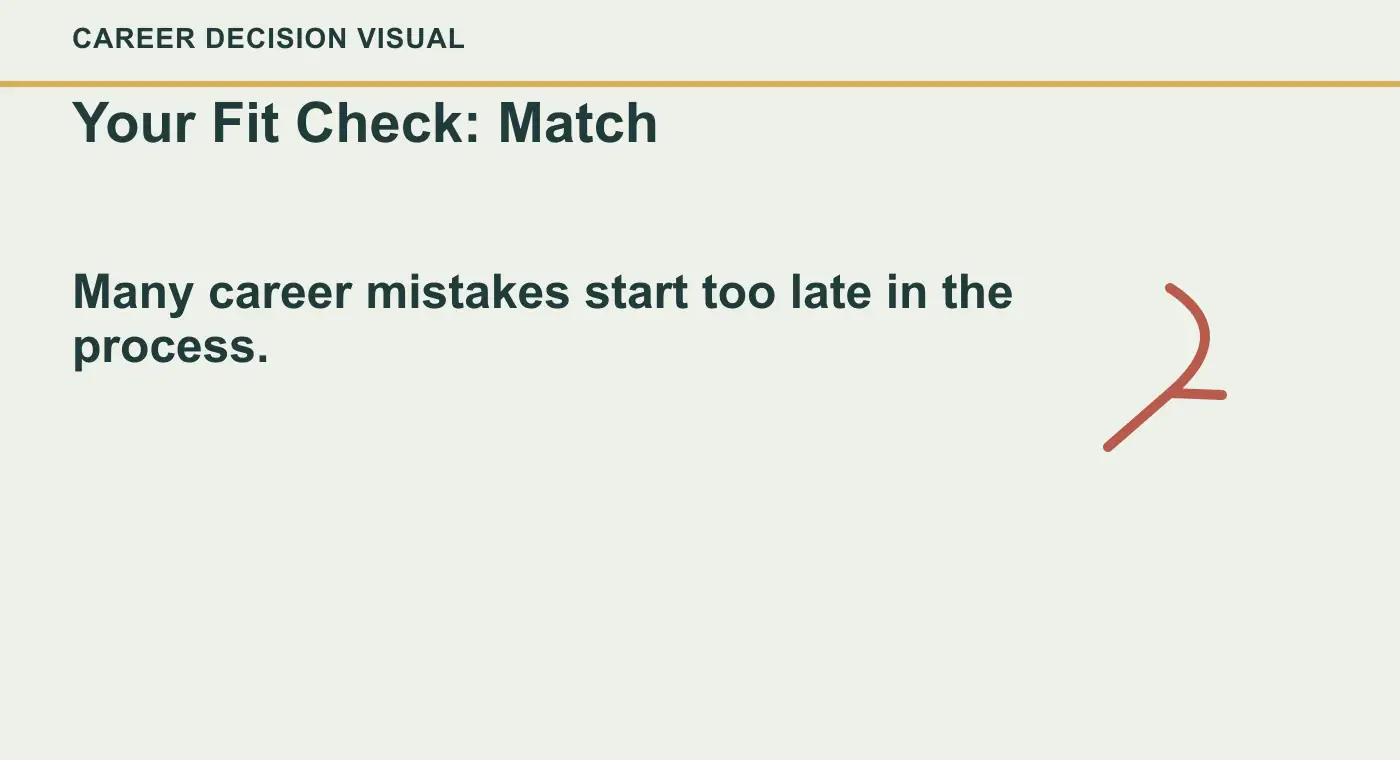 CAREER DECISION VISUAL
Your Fit Check: Match
Many career mistakes start too late in the
process.